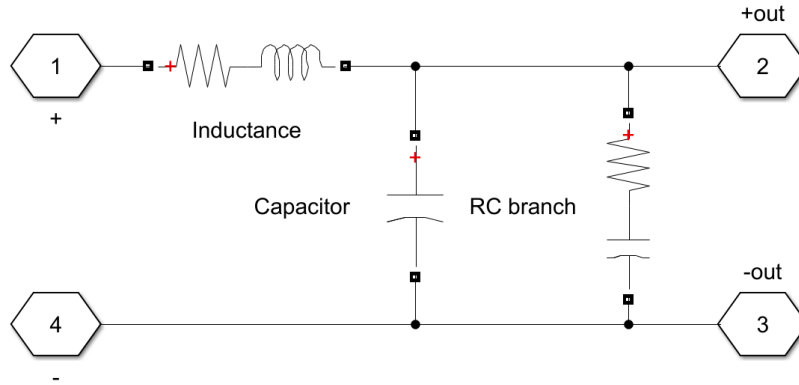 +out
1
2
+
Inductance
Capacitor
RC branch
-out
4
3
-